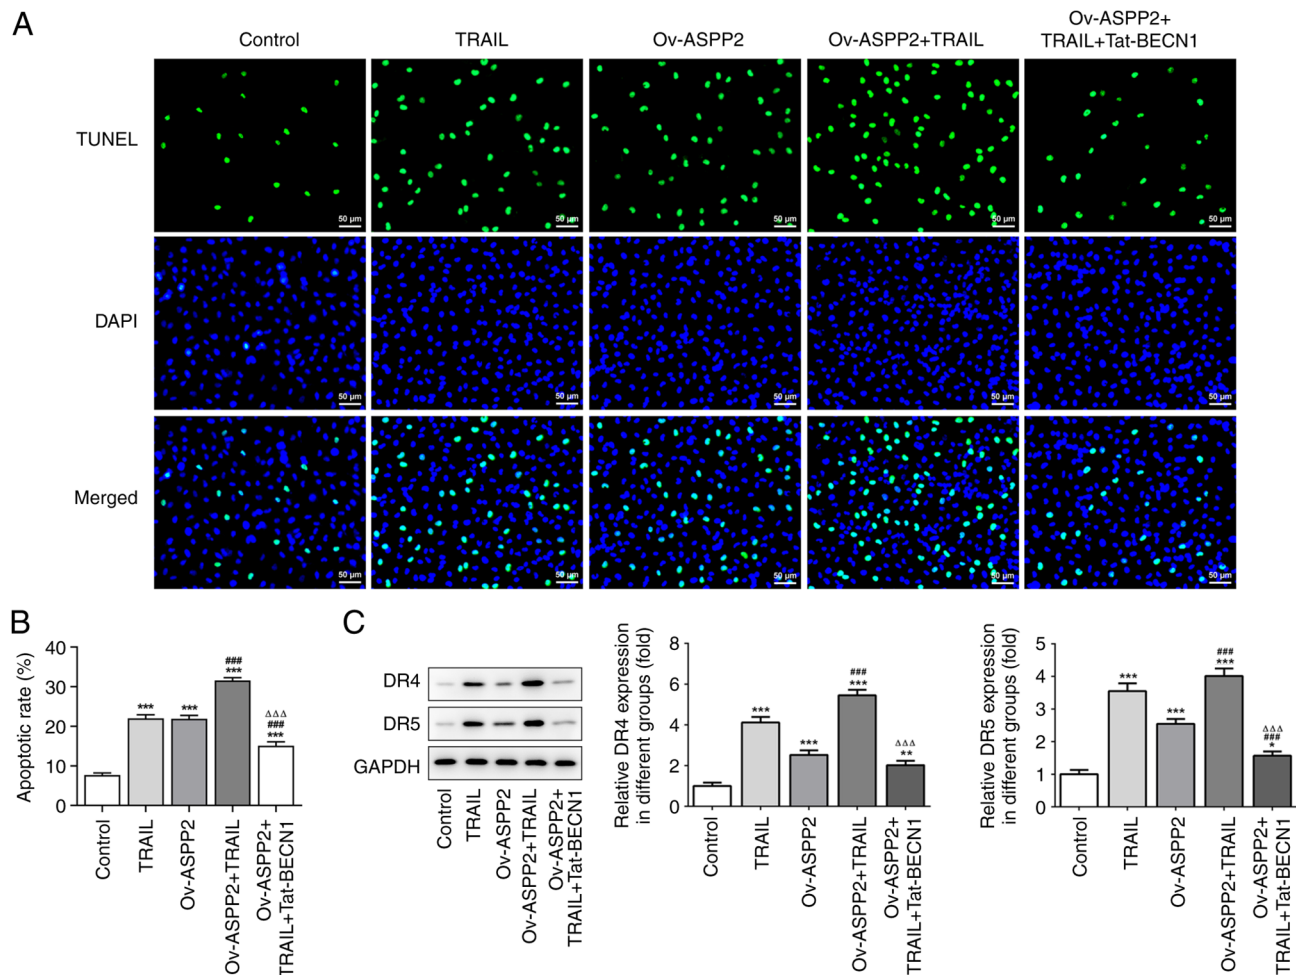 A
Control
TRAIL
Ov-ASPP2
Ov-ASPP2+TRAIL
Ov-ASPP2+
TRAIL+Tat-BECN1
TUNEL
50 µm
50 µm
50 µm
50 µm
50 µm
DAPI
50 µm
50 µm
50 µm
50 µm
50 µm
Merged
50 µm
50 µm
50 µm
50 µm
50 µm
B
Apoptotic rate (%)
40
30
20
10
0
***
***
###
***
ΔΔΔ
###
***
Control
TRAIL
Ov-ASPP2
Ov-ASPP2+TRAIL
Ov-ASPP2+
TRAIL+Tat-BECN1
C
DR4
DR5
GAPDH
Control
TRAIL
Ov-ASPP2
Ov-ASPP2+TRAIL
Ov-ASPP2+
TRAIL+Tat-BECN1
Relative DR4 expression
in different groups (fold)
8
6
4
2
0
***
***
###
***
ΔΔΔ
**
Control
TRAIL
Ov-ASPP2
Ov-ASPP2+TRAIL
Ov-ASPP2+
TRAIL+Tat-BECN1
Relative DR5 expression
in different groups (fold)
5
4
3
2
1
0
***
***
###
***
ΔΔΔ
###
*
Control
TRAIL
Ov-ASPP2
Ov-ASPP2+TRAIL
Ov-ASPP2+
TRAIL+Tat-BECN1